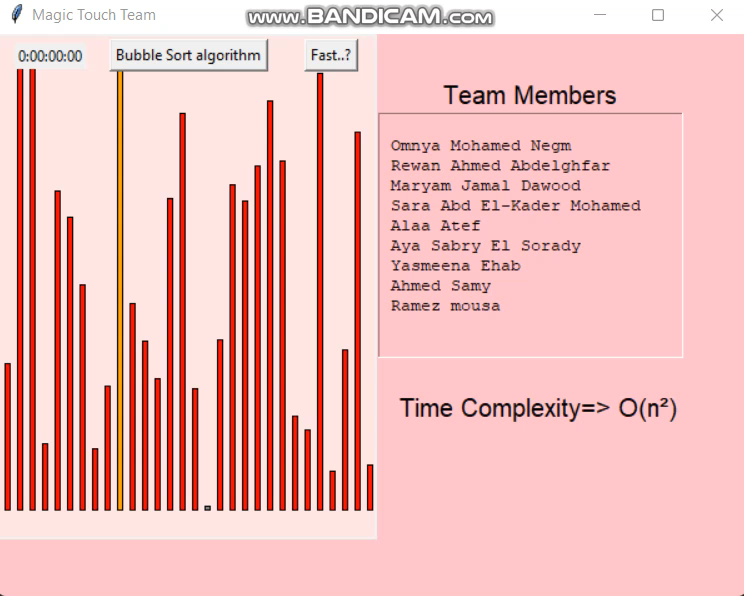 Magic Touch Team
www.BANDICAM.com
0:00:00:00
Bubble Sort algorithm
Fast..?
Team Members
Omnya Mohamed Negm
Rewan Ahmed Abdelghfar
Maryam Jamal Dawood
Sara Abd El-Kader Mohamed
Alaa Atef
Aya Sabry El Sorady
Yasmeena Ehab
Ahmed Samy
Ramez mousa
Time Complexity=> O(n²)